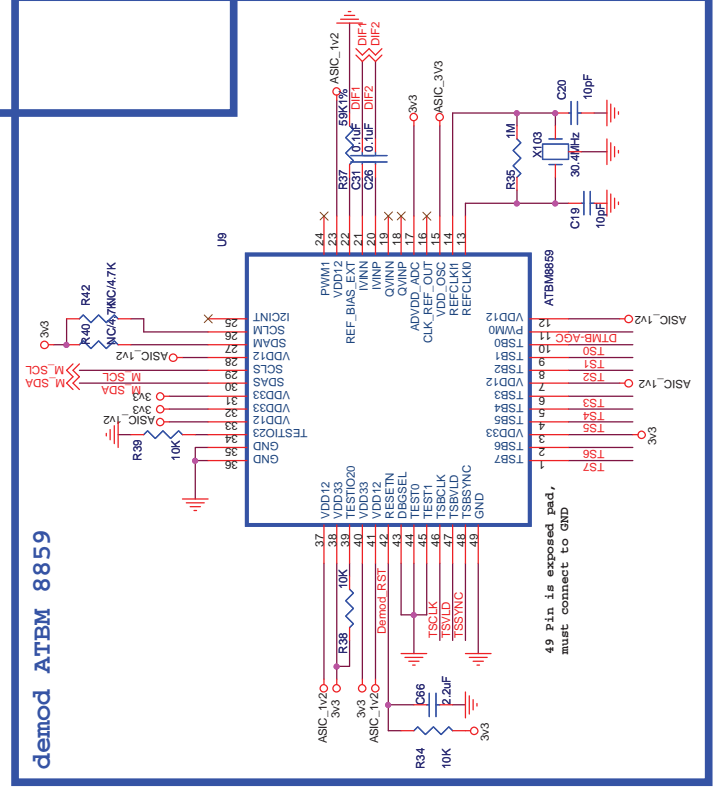 demod ATBM 8859
U9
ATBM8859
49 Pin is exposed pad,
must connect to GND
PWM1 24
VDD12 23
REF_BIAS_EXT 22
IVINN 21
IVINP 20
QVINN 19
QVINP 18
ADVDD_ADC 17
CLK_REF_OUT 16
VDD_OSC 15
REFCLKI1 14
REFCLKI0 13
I2CINT 25
SCLM 26
SDAM 27
VDD12 28
SCLS 29
SDAS 30
VDD33 31
VDD33 32
VDD12 33
TESTIO23 34
GND 35
GND 36
VDD12 12
PWM0 11
TSB0 10
TSB1 9
TSB2 8
VDD12 7
TSB3 6
TSB4 5
TSB5 4
VDD33 3
TSB6 2
TSB7 1
37 VDD12
38 VDD33
39 TESTIO20
40 VDD33
41 VDD12
42 RESETN
43 DBGSEL
44 TEST0
45 TEST1
46 TSBCLK
47 TSBVLD
48 TSBSYNC
49 GND
ASIC_1v2
DIF1
DIF2
R37
59K1%
C31
0.1uF
C26
0.1uF
DIF1
DIF2
3v3
ASIC_3V3
R35
1M
X103
30.4MHz
C20
10pF
C19
10pF
R42
NC/4.7K
R40
NC/4.7K
3v3
ASIC_1v2
M_SCL
M_SDA
M_SCL
M_SDA
3v3
3v3
ASIC_1v2
R39
10K
ASIC_1v2
DTMB-AGC
TS0
TS1
TS2
ASIC_1v2
TS3
TS4
TS5
3v3
TS6
TS7
ASIC_1v2
3v3
R38
10K
3v3
ASIC_1v2
Demod_RST
TSCLK
TSVLD
TSSYNC
C66
2.2uF
R34
10K
3v3